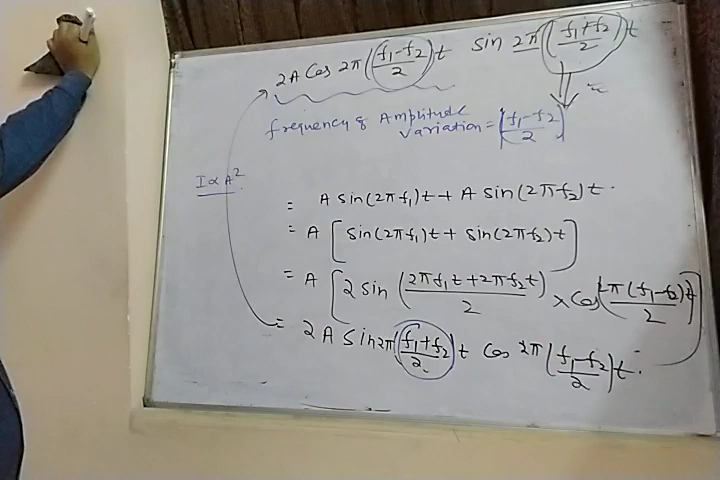 2A Cos 2π((f₁-f₂)/2)t sin 2π((f₁+f₂)/2)t
frequency of Amplitude
variation = ((f₁-f₂)/2)
I∝A².
= A sin(2πf₁)t + A sin(2πf₂)t.
= A [sin(2πf₁)t + sin(2πf₂)t]
= A [2 sin ((2πf₁t+2πf₂t)/2) × Cos(2π(f₁-f₂)t/2)]
= 2A Sin2π((f₁+f₂)/2)t Cos 2π((f₁-f₂)/2)t.